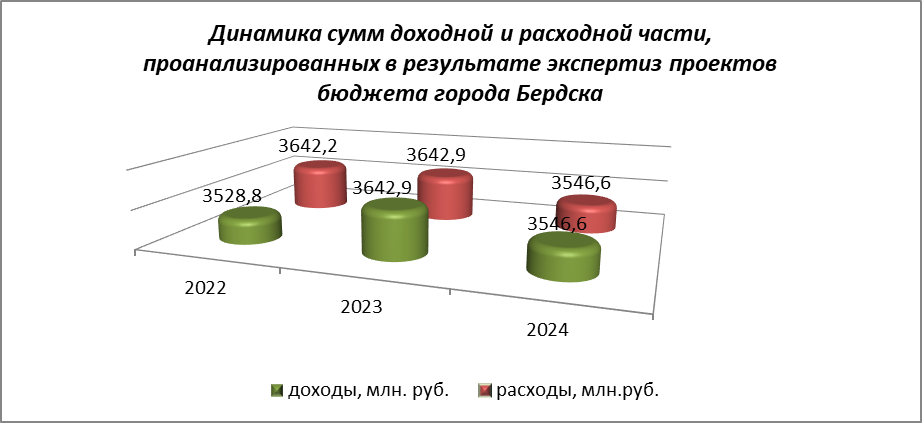 Динамика сумм доходной и расходной части,
проанализированных в результате экспертиз проектов
бюджета города Бердска
3642,2
3642,9
3546,6
3528,8
3642,9
3546,6
2022
2023
2024
доходы, млн. руб.
расходы, млн.руб.